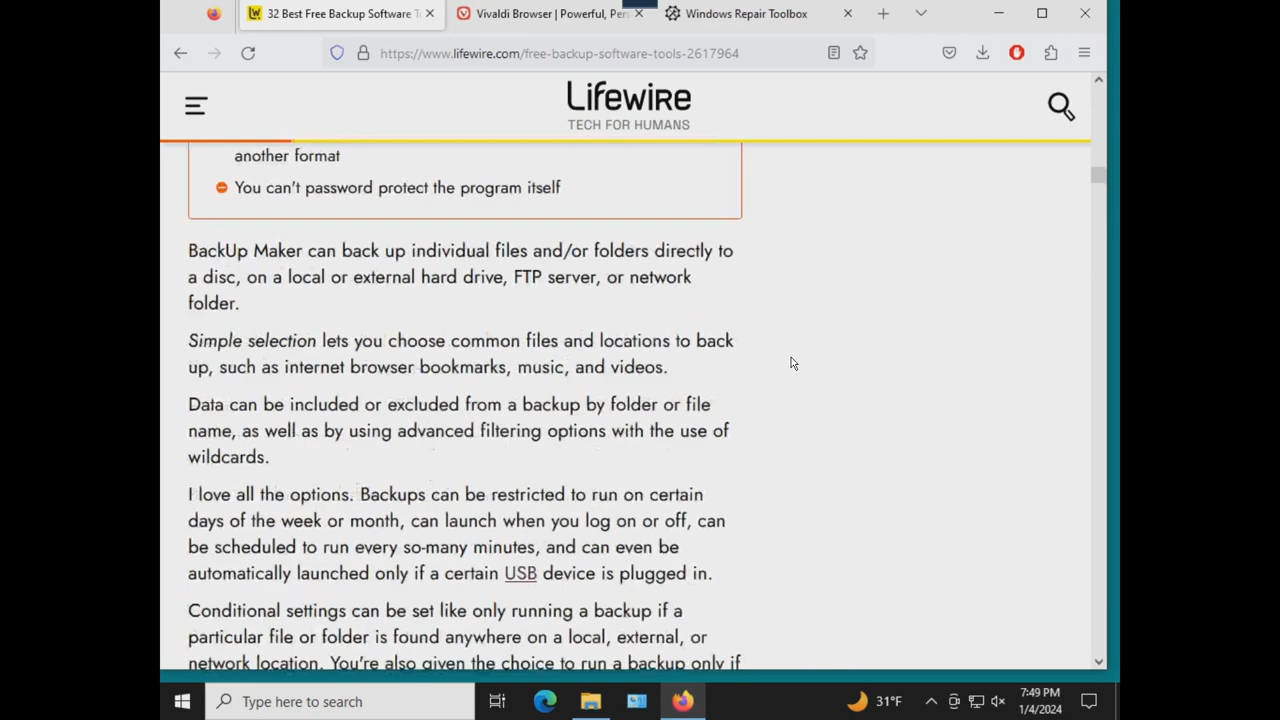 32 Best Free Backup Software T
Vivaldi Browser | Powerful, Per
Windows Repair Toolbox
https://www.lifewire.com/free-backup-software-tools-2617964
Lifewire
TECH FOR HUMANS
another format
You can't password protect the program itself
BackUp Maker can back up individual files and/or folders directly to
a disc, on a local or external hard drive, FTP server, or network
folder.
Simple selection lets you choose common files and locations to back
up, such as internet browser bookmarks, music, and videos.
Data can be included or excluded from a backup by folder or file
name, as well as by using advanced filtering options with the use of
wildcards.
I love all the options. Backups can be restricted to run on certain
days of the week or month, can launch when you log on or off, can
be scheduled to run every so-many minutes, and can even be
automatically launched only if a certain USB device is plugged in.
Conditional settings can be set like only running a backup if a
particular file or folder is found anywhere on a local, external, or
network location. You're also given the choice to run a backup only if
Type here to search
31°F
7:49 PM
1/4/2024